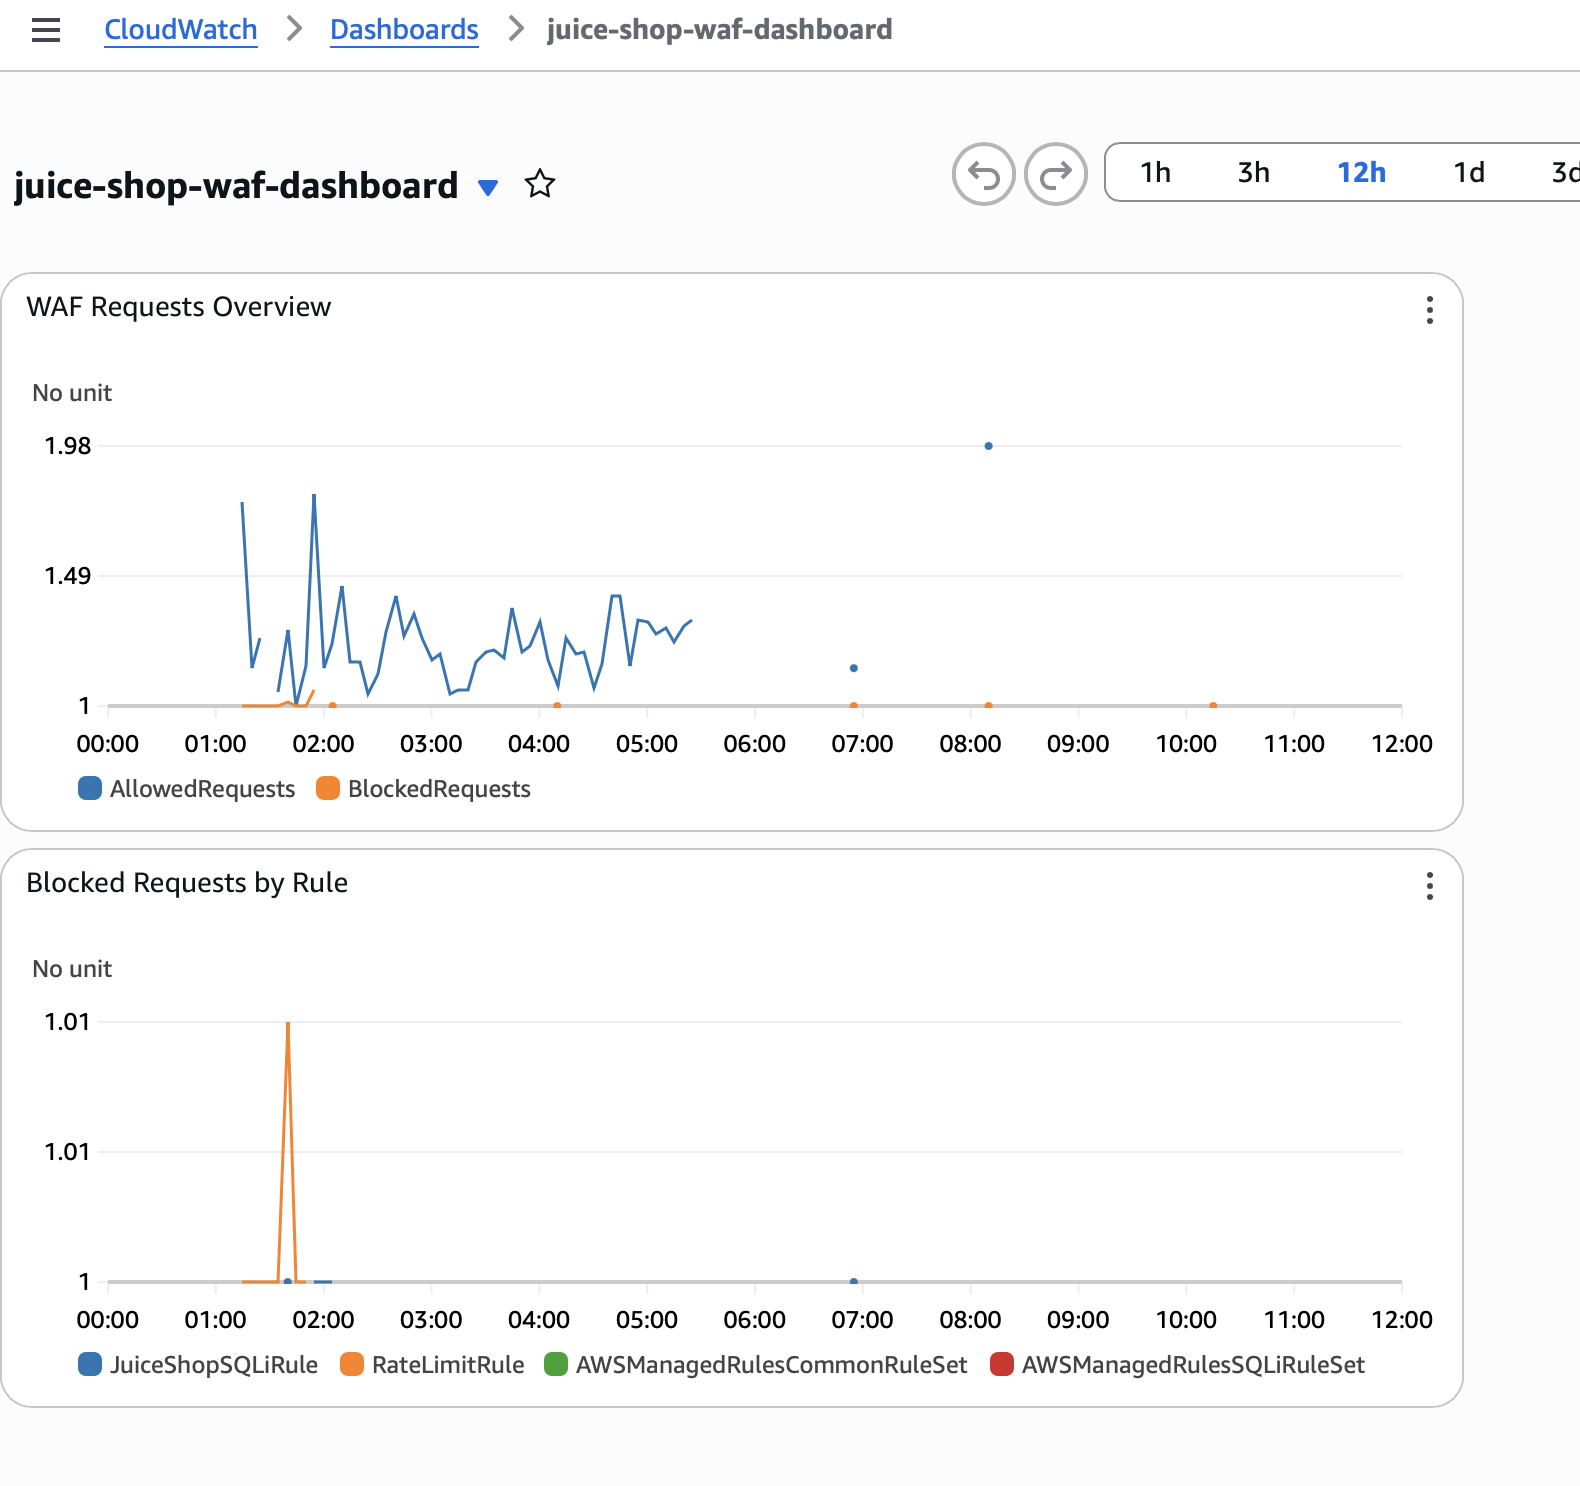 CloudWatch > Dashboards > juice-shop-waf-dashboard
juice-shop-waf-dashboard
1h 3h 12h 1d 3d
WAF Requests Overview
No unit
1.98
1.49
1
00:00 01:00 02:00 03:00 04:00 05:00 06:00 07:00 08:00 09:00 10:00 11:00 12:00
AllowedRequests BlockedRequests
Blocked Requests by Rule
No unit
1.01
1.01
1
00:00 01:00 02:00 03:00 04:00 05:00 06:00 07:00 08:00 09:00 10:00 11:00 12:00
JuiceShopSQLiRule RateLimitRule AWSManagedRulesCommonRuleSet AWSManagedRulesSQLiRuleSet